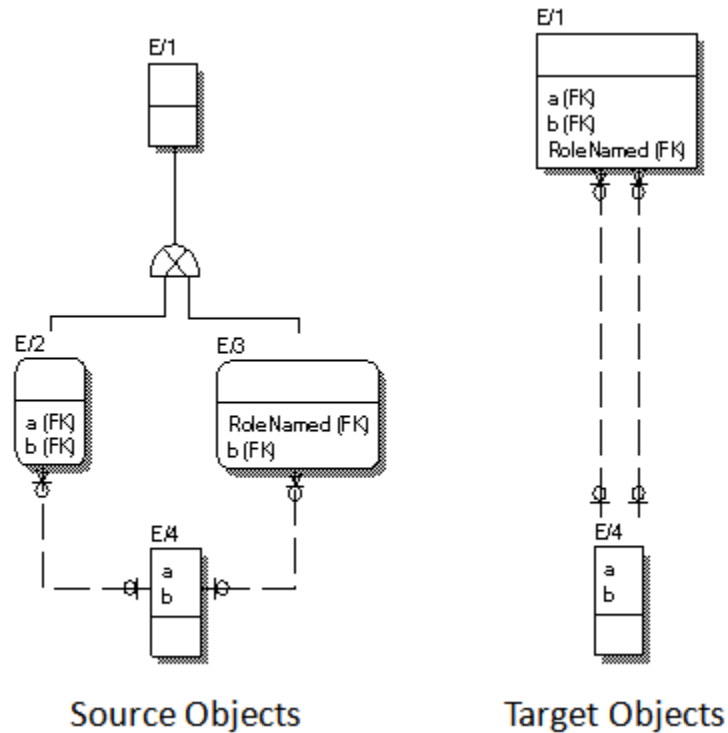 E/1
E/2
a (FK)
b (FK)
E/3
RoleNamed (FK)
b (FK)
E/4
a
b
Source Objects
E/1
a (FK)
b (FK)
RoleNamed (FK)
E/4
a
b
Target Objects